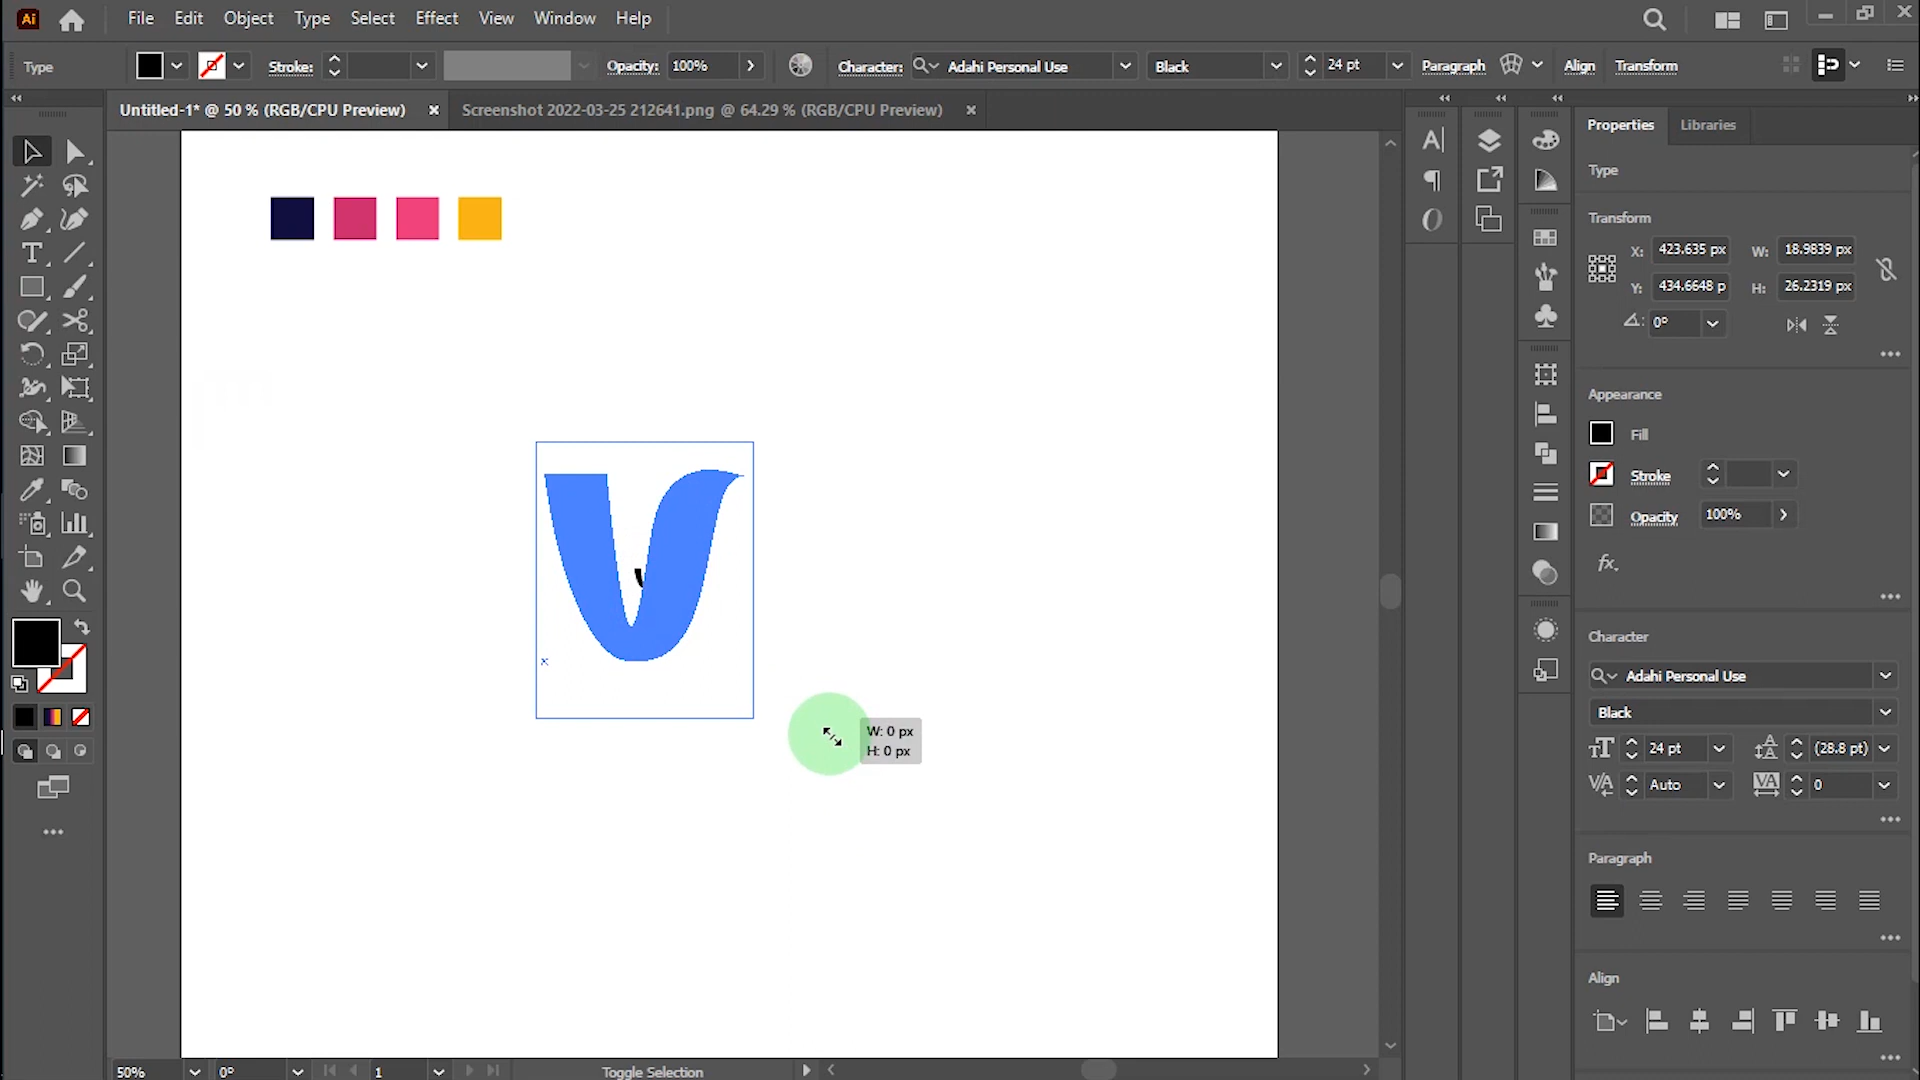 Ai File Edit Object Type Select Effect View Window Help
Type Stroke: Opacity: 100% Character: Adahi Personal Use Black 24 pt Paragraph Align Transform
Untitled-1* @ 50 % (RGB/CPU Preview) Screenshot 2022-03-25 212641.png @ 64.29 % (RGB/CPU Preview)
Properties Libraries
Type
Transform
X: 423.635 px W: 18.9839 px
Y: 434.6648 p H: 26.2319 px
0°
Appearance
Fill
Stroke
Opacity 100%
fx.
Character
Adahi Personal Use
Black
24 pt (28.8 pt)
Auto 0
Paragraph
Align
V
W: 0 px
H: 0 px
50% 0° 1 Toggle Selection